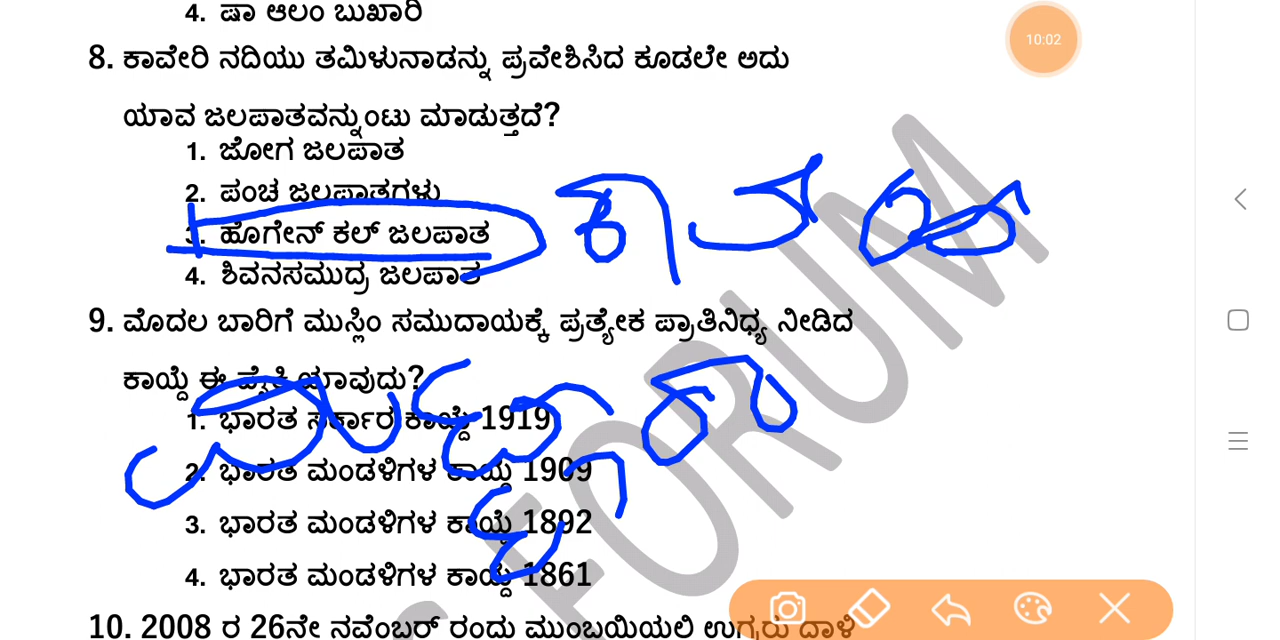 4. ಷಾ ಆಲಂ ಬುಖಾರಿ
10:02
8. ಕಾವೇರಿ ನದಿಯು ತಮಿಳುನಾಡನ್ನು ಪ್ರವೇಶಿಸಿದ ಕೂಡಲೇ ಅದು
ಯಾವ ಜಲಪಾತವನ್ನುಂಟು ಮಾಡುತ್ತದೆ?
1. ಜೋಗ ಜಲಪಾತ
2. ಪಂಚ ಜಲಪಾತಗಳು
3. ಹೊಗೇನ್ ಕಲ್ ಜಲಪಾತ
4. ಶಿವನಸಮುದ್ರ ಜಲಪಾತ
9. ಮೊದಲ ಬಾರಿಗೆ ಮುಸ್ಲಿಂ ಸಮುದಾಯಕ್ಕೆ ಪ್ರತ್ಯೇಕ ಪ್ರಾತಿನಿಧ್ಯ ನೀಡಿದ
ಕಾಯ್ದೆ ಈ ಪೈಕಿ ಯಾವುದು?
1. ಭಾರತ ಸರ್ಕಾರ ಕಾಯ್ದೆ 1919
2. ಭಾರತ ಮಂಡಳಿಗಳ ಕಾಯ್ದೆ 1909
3. ಭಾರತ ಮಂಡಳಿಗಳ ಕಾಯ್ದೆ 1892
4. ಭಾರತ ಮಂಡಳಿಗಳ ಕಾಯ್ದೆ 1861
10. 2008 ರ 26ನೇ ನವೆಂಬರ್ ರಂದು ಮುಂಬಯಿಯಲ್ಲಿ ಉಗ್ರರು ದಾಳಿ
FORUM